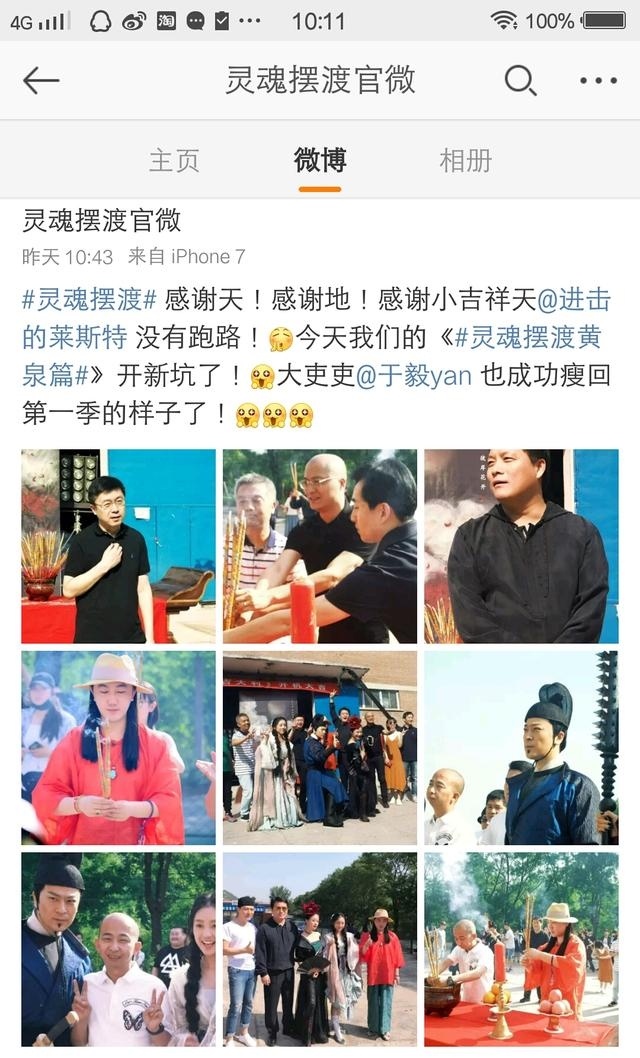 4G 10:11 100%
灵魂摆渡官微
主页 微博 相册
灵魂摆渡官微
昨天 10:43 来自 iPhone 7
#灵魂摆渡# 感谢天！感谢地！感谢小吉祥天@进击
的莱斯特 没有跑路！今天我们的《#灵魂摆渡黄
泉篇#》开新坑了！大吏吏@于毅yan 也成功瘦回
第一季的样子了！
彼岸花开